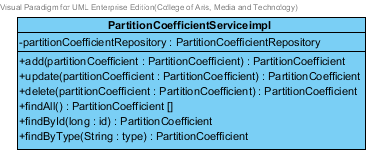 Visual Paradigm for UML Enterprise Edition(College of Arts, Media and Technology)
PartitionCoefficientServiceImpl
-partitionCoefficientRepository : PartitionCoefficientRepository
+add(partitionCoefficient : PartitionCoefficient) : PartitionCoefficient
+update(partitionCoefficient : PartitionCoefficient) : PartitionCoefficient
+delete(partitionCoefficient : PartitionCoefficient) : PartitionCoefficient
+findAll() : PartitionCoefficient []
+findById(long : id) : PartitionCoefficient
+findByType(String : type) : PartitionCoefficient